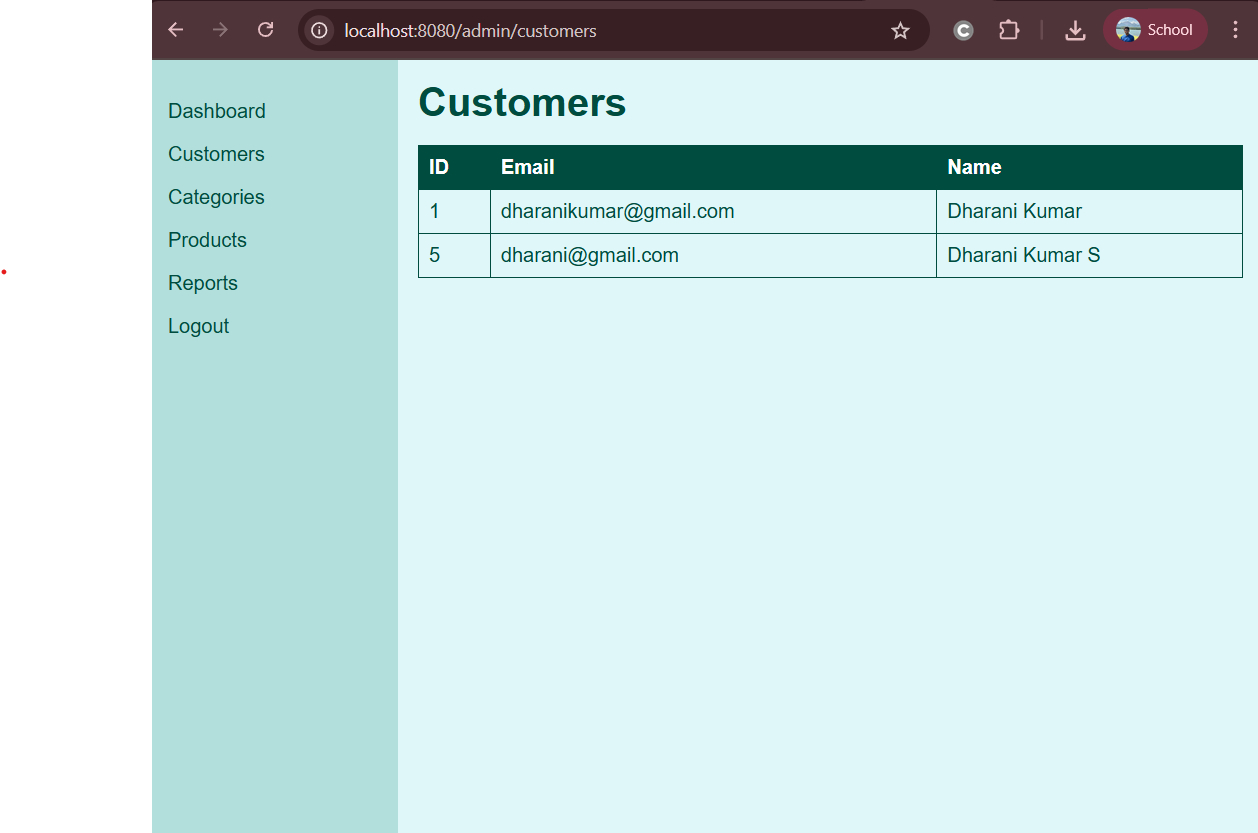 localhost:8080/admin/customers
School
Dashboard
Customers
Categories
Products
Reports
Logout
Customers
ID Email Name
1 dharanikumar@gmail.com Dharani Kumar
5 dharani@gmail.com Dharani Kumar S